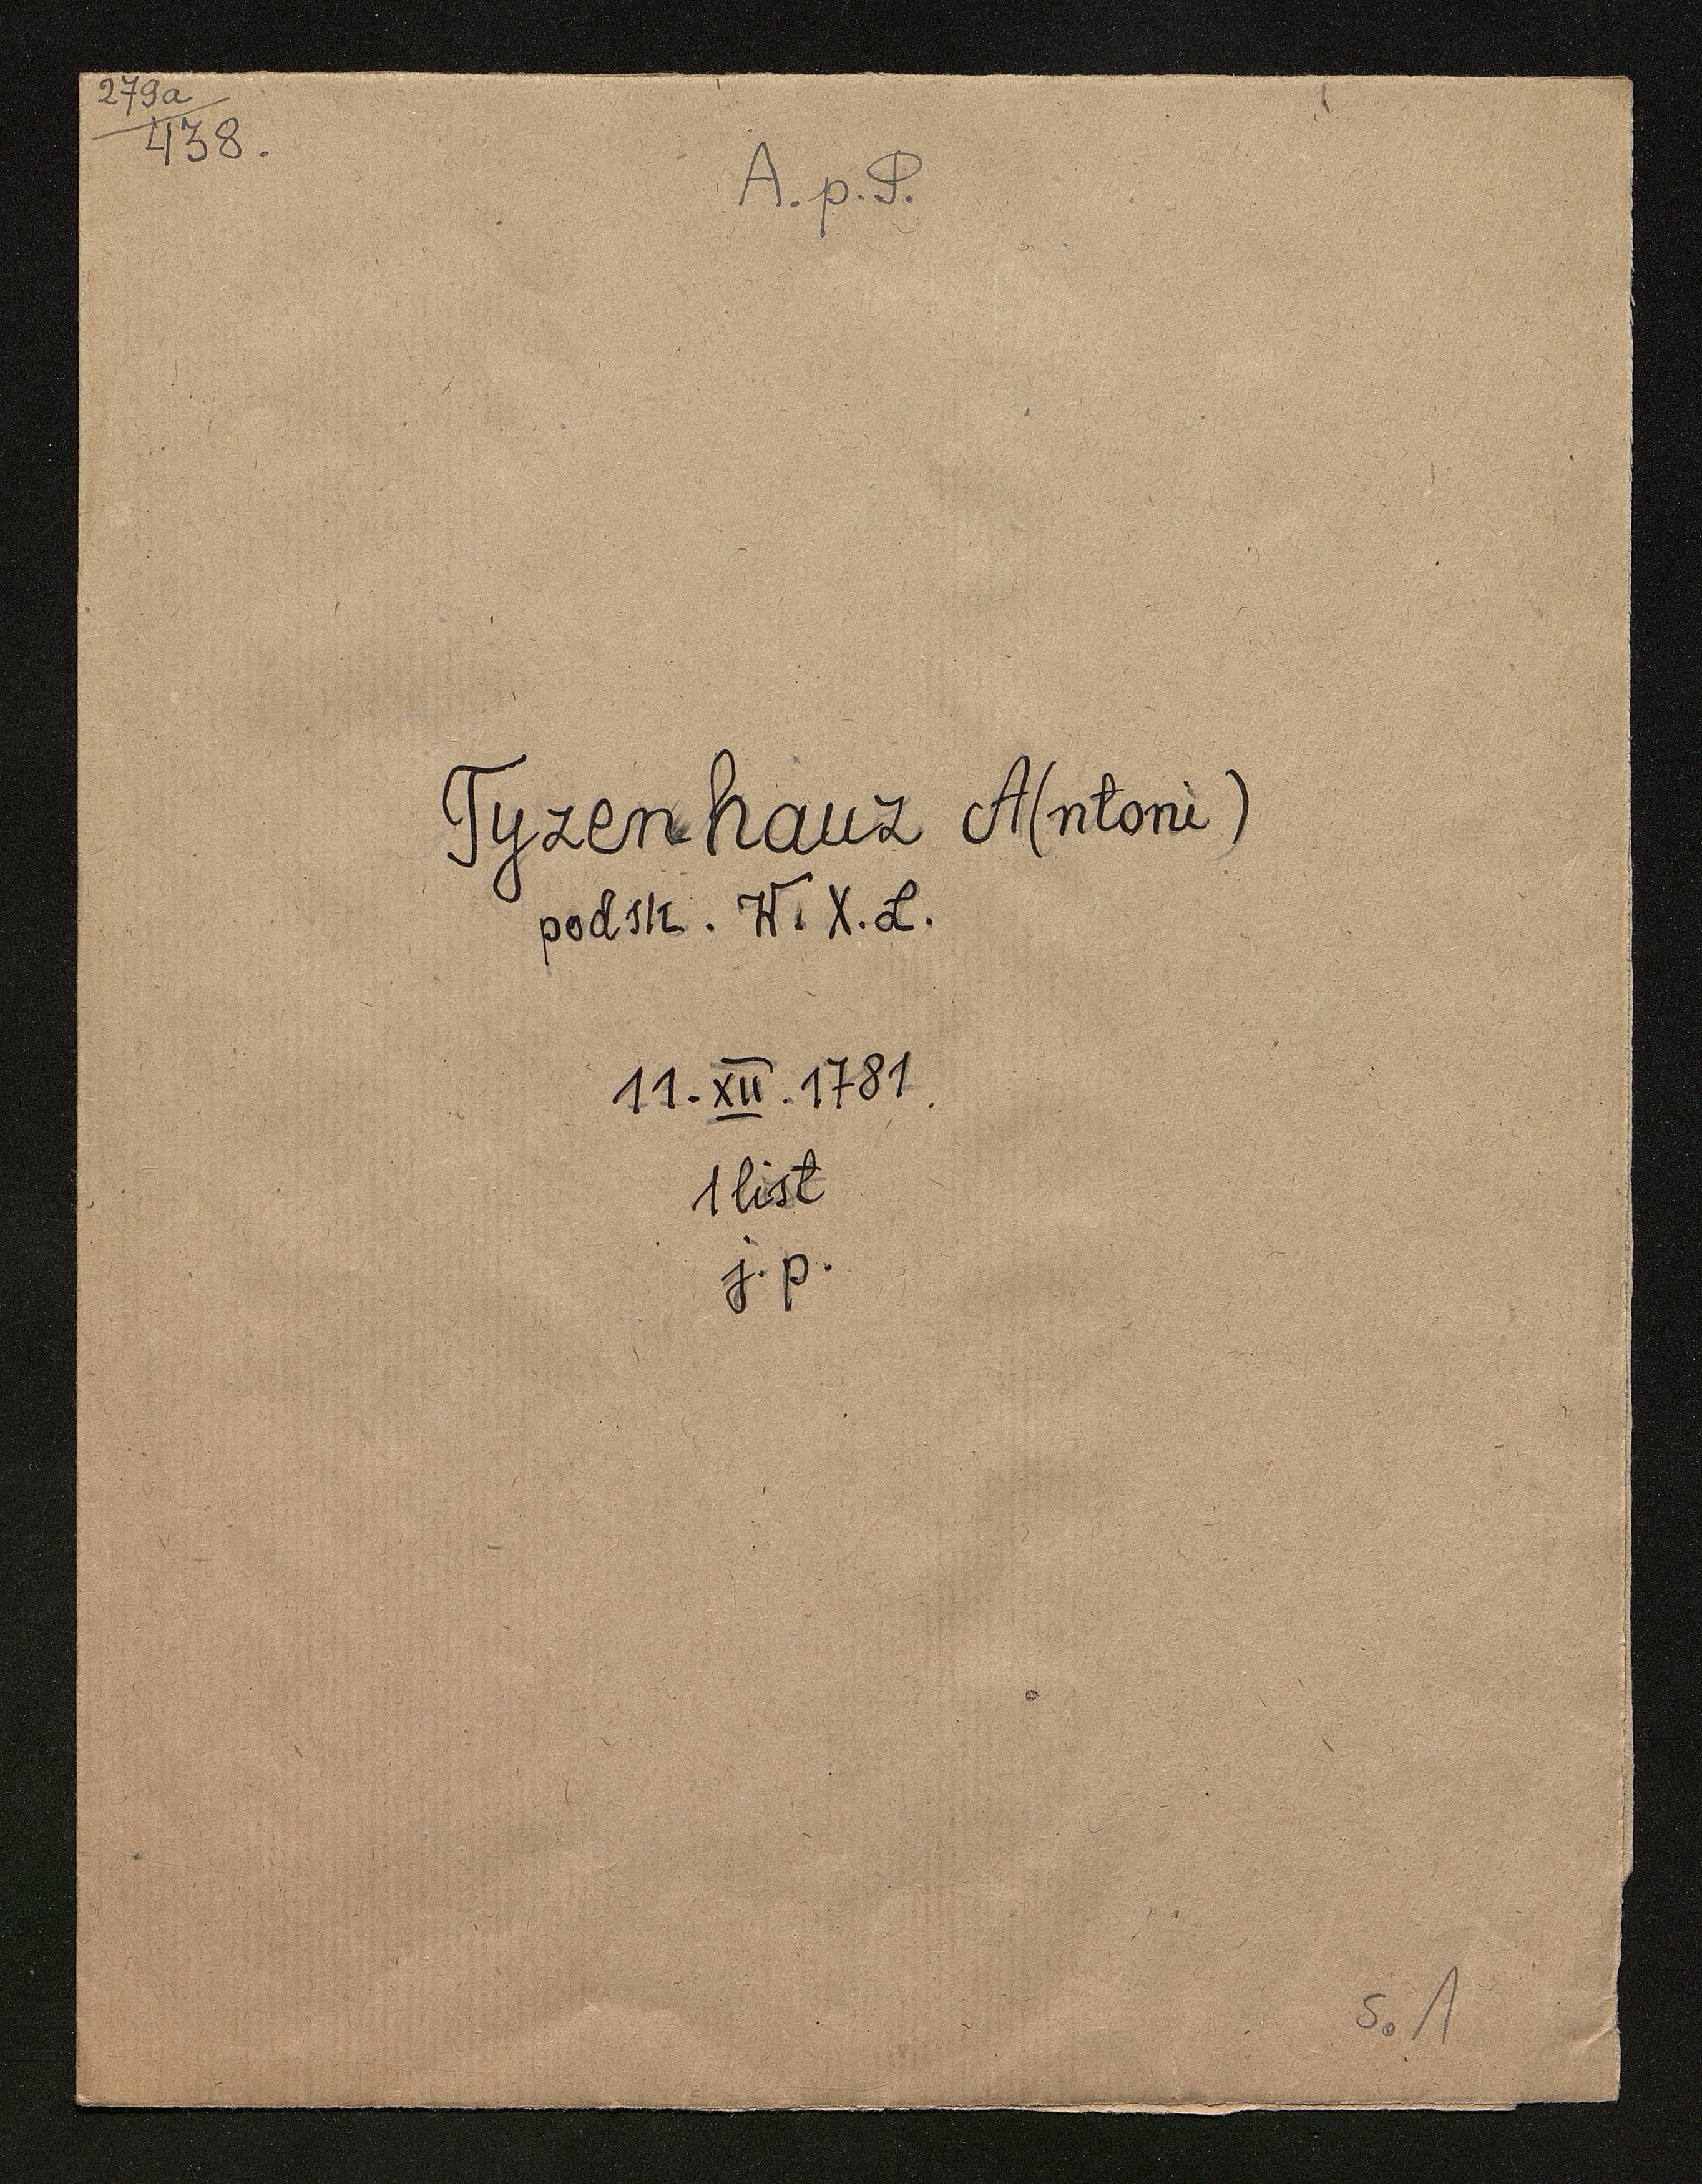 279a
438.
A. p. P.
Tyzenhauz A(ntoni)
podsk. W. X. L.
11. XII. 1781.
1 list
j. p.
s. 1